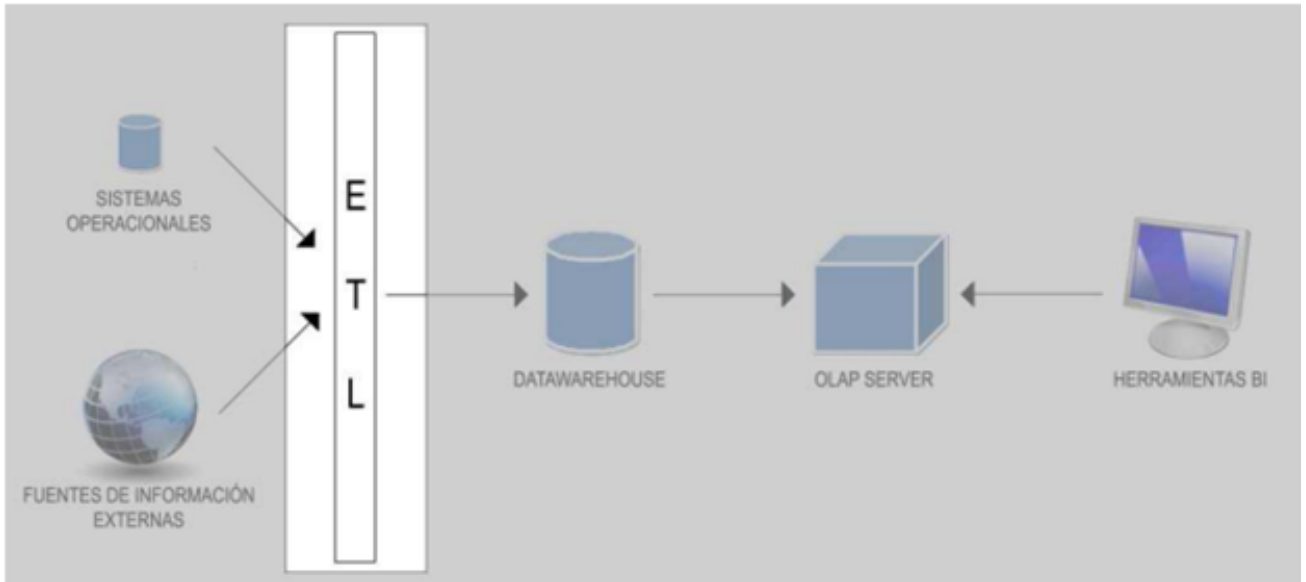 SISTEMAS
OPERACIONALES
FUENTES DE INFORMACIÓN
EXTERNAS
E
T
L
DATAWAREHOUSE
OLAP SERVER
HERRAMIENTAS BI